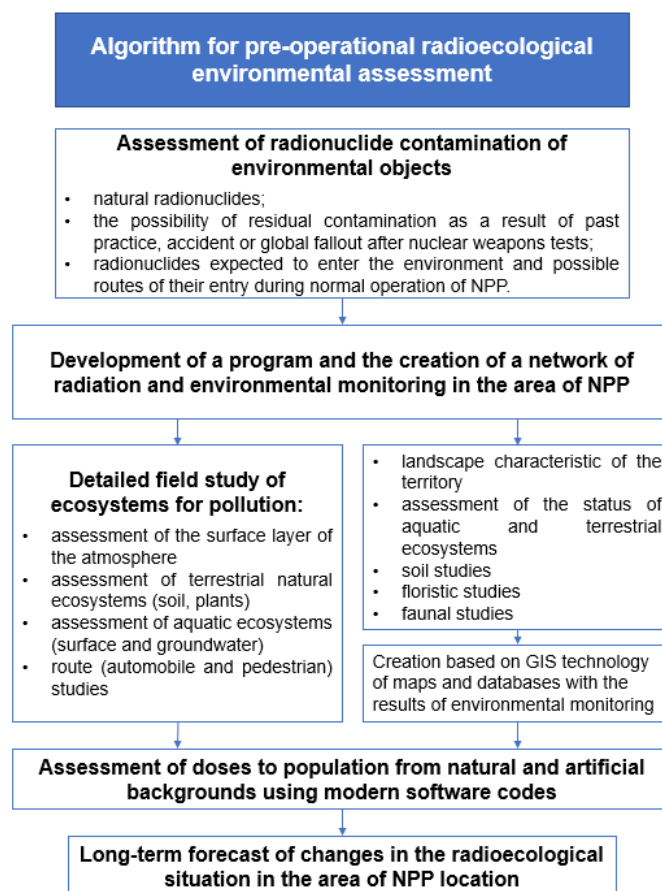 Algorithm for pre-operational radioecological
environmental assessment
Assessment of radionuclide contamination of
environmental objects
• natural radionuclides;
• the possibility of residual contamination as a result of past
practice, accident or global fallout after nuclear weapons tests;
• radionuclides expected to enter the environment and possible
routes of their entry during normal operation of NPP.
Development of a program and the creation of a network of
radiation and environmental monitoring in the area of NPP
Detailed field study of
ecosystems for pollution:
• assessment of the surface layer of
the atmosphere
• assessment of terrestrial natural
ecosystems (soil, plants)
• assessment of aquatic ecosystems
(surface and groundwater)
• route (automobile and pedestrian)
studies
• landscape characteristic of the
territory
• assessment of the status of
aquatic and terrestrial
ecosystems
• soil studies
• floristic studies
• faunal studies
Creation based on GIS technology
of maps and databases with the
results of environmental monitoring
Assessment of doses to population from natural and artificial
backgrounds using modern software codes
Long-term forecast of changes in the radioecological
situation in the area of NPP location